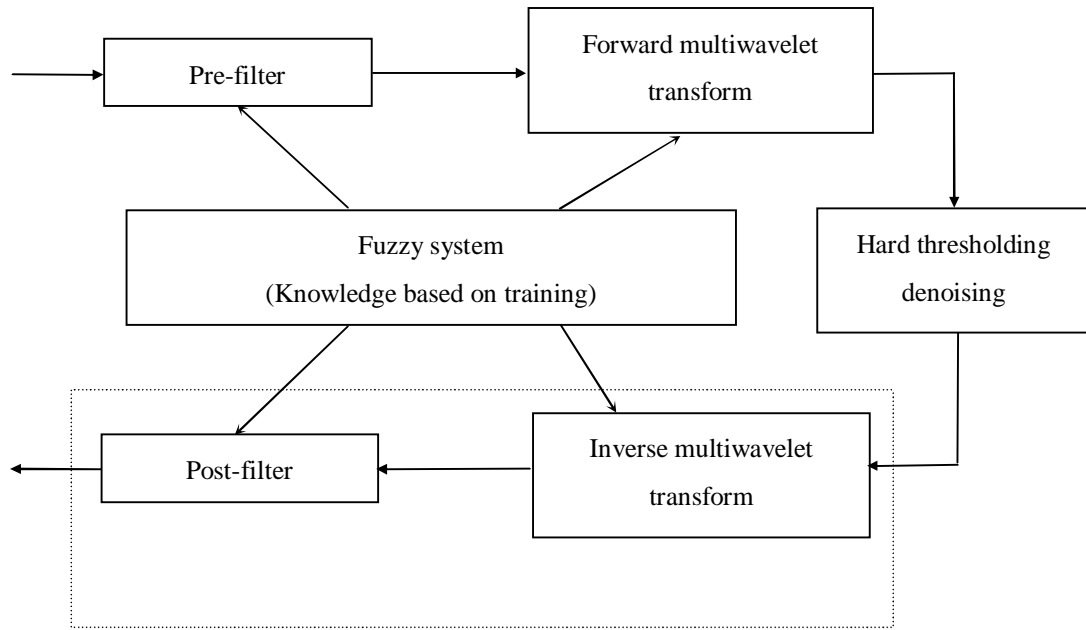 Pre-filter
Forward multiwavelet
transform
Fuzzy system
(Knowledge based on training)
Hard thresholding
denoising
Post-filter
Inverse multiwavelet
transform